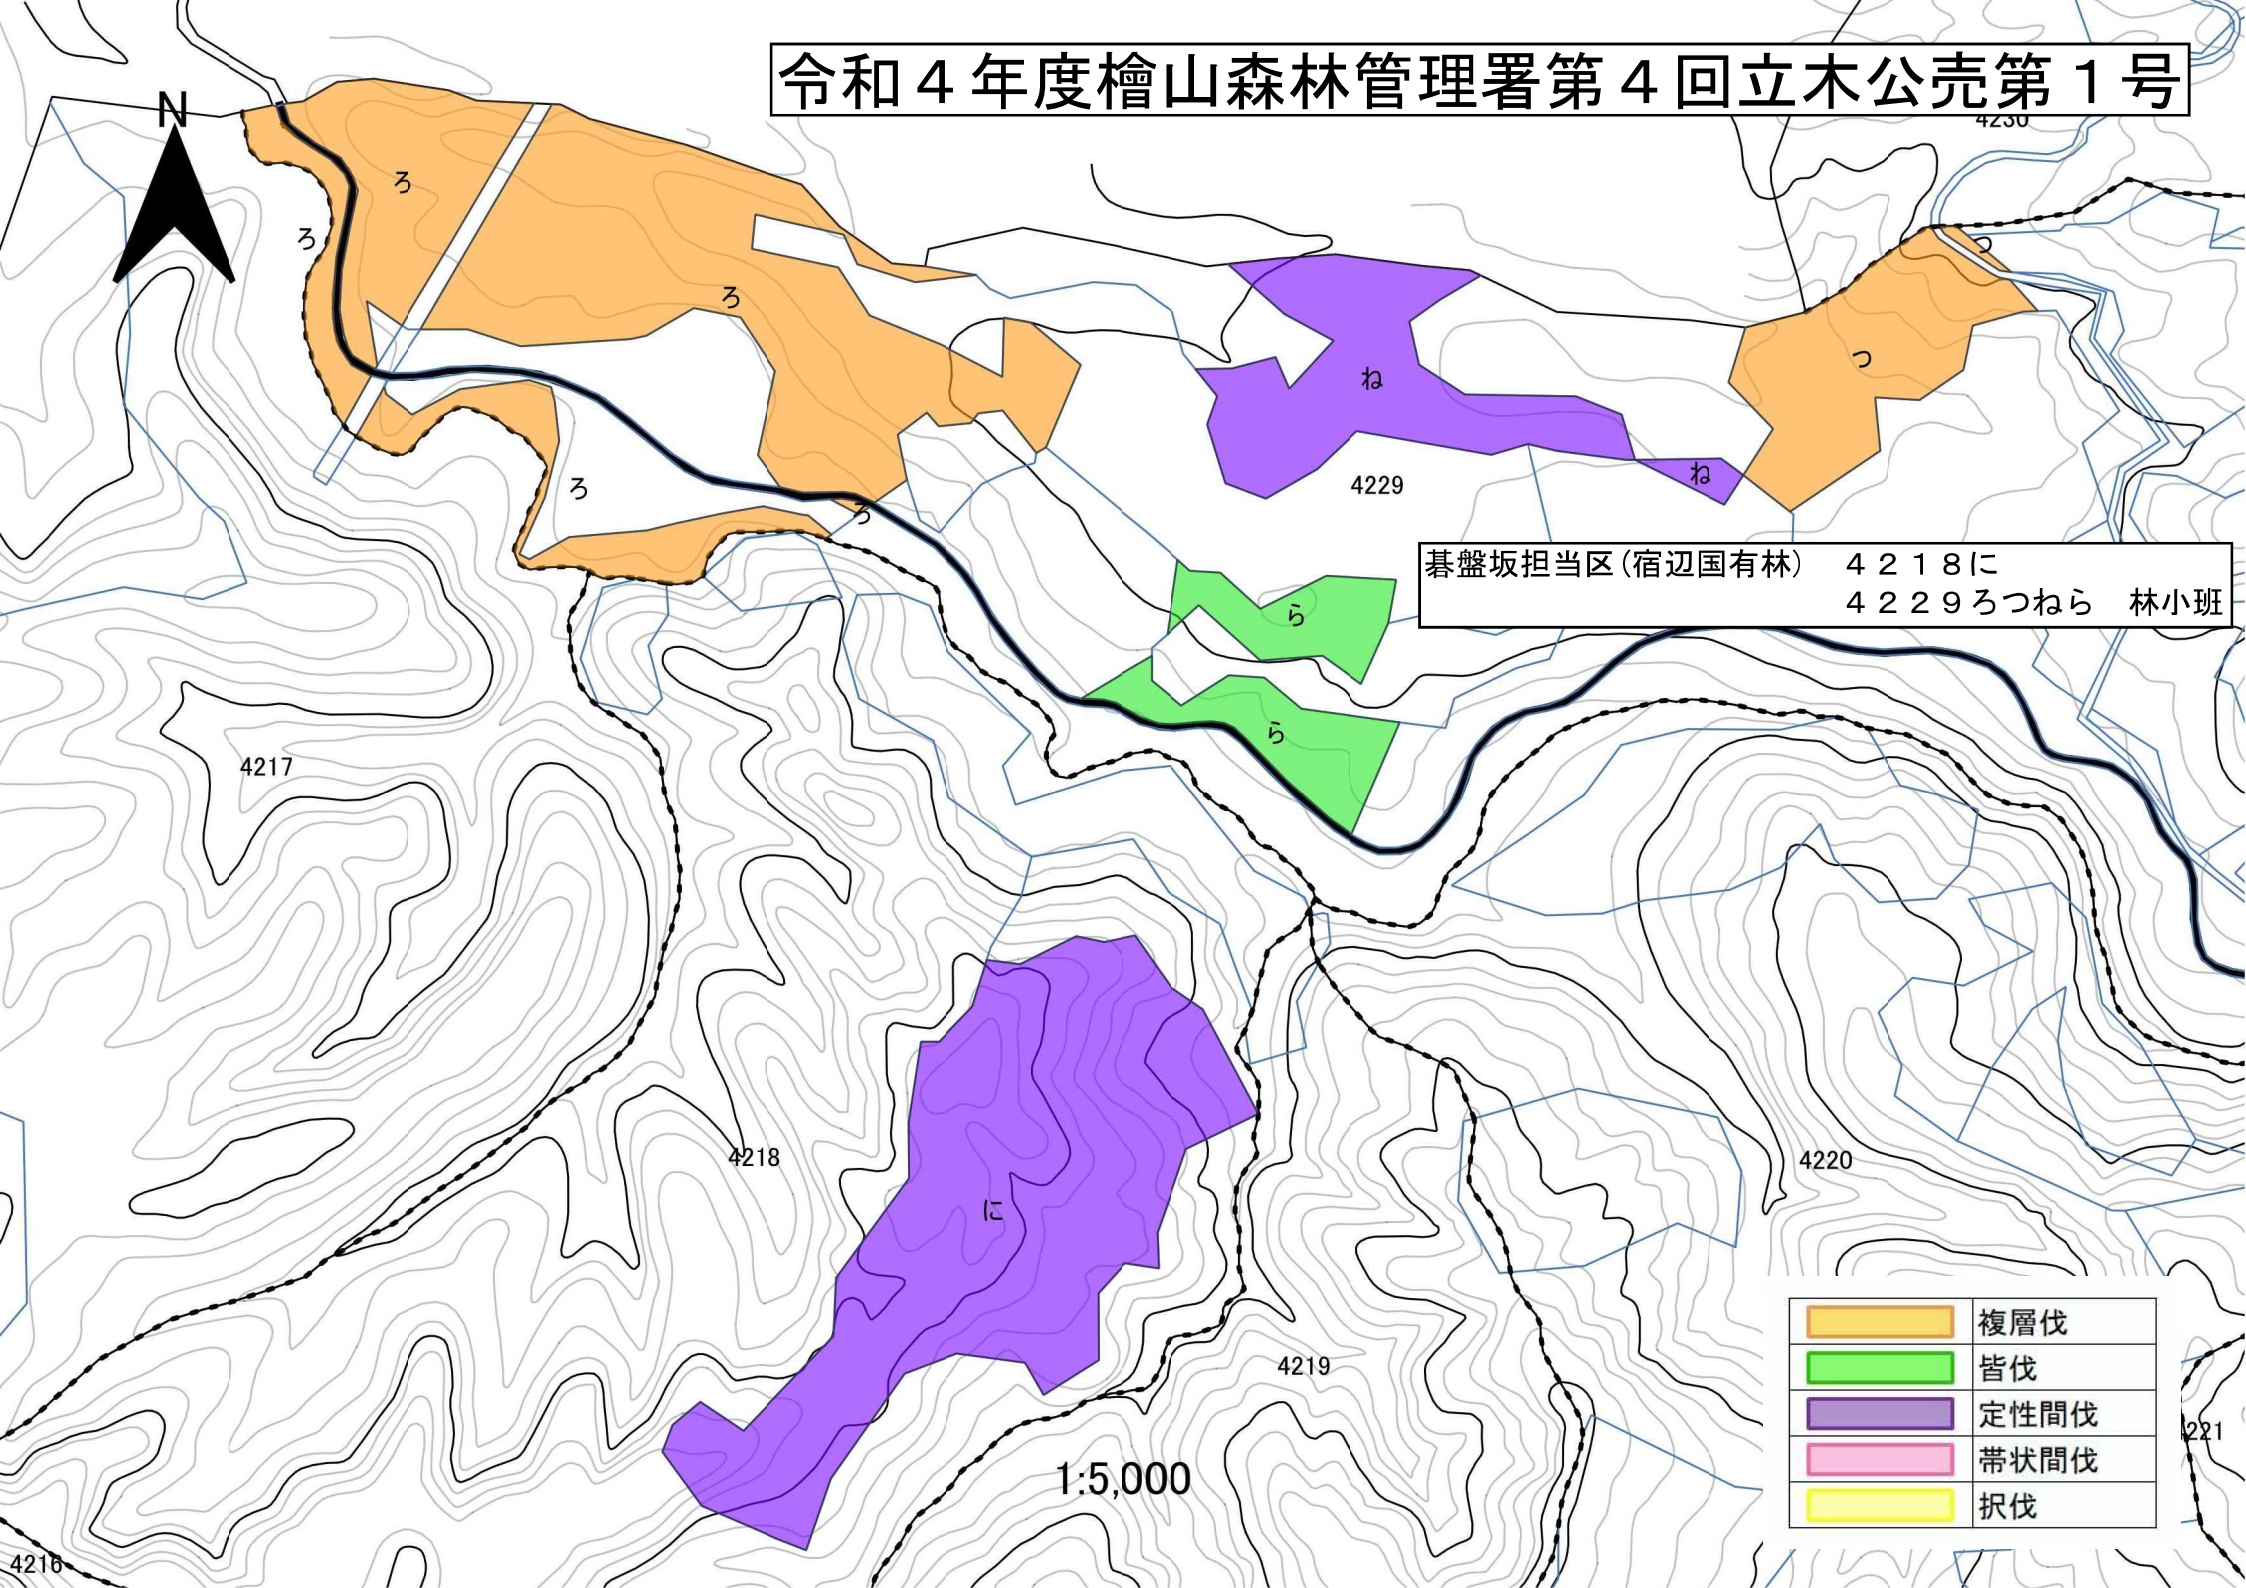 令和４年度檜山森林管理署第４回立木公売第１号
4230
N
ろ
ろ
ろ
つ
つ
ね
ね
4229
ろ
ろ
碁盤坂担当区(宿辺国有林)　４２１８に
４２２９ろつねら　林小班
ら
ら
4217
4218
に
4220
4219
1:5,000
複層伐
皆伐
定性間伐
帯状間伐
択伐
221
4216